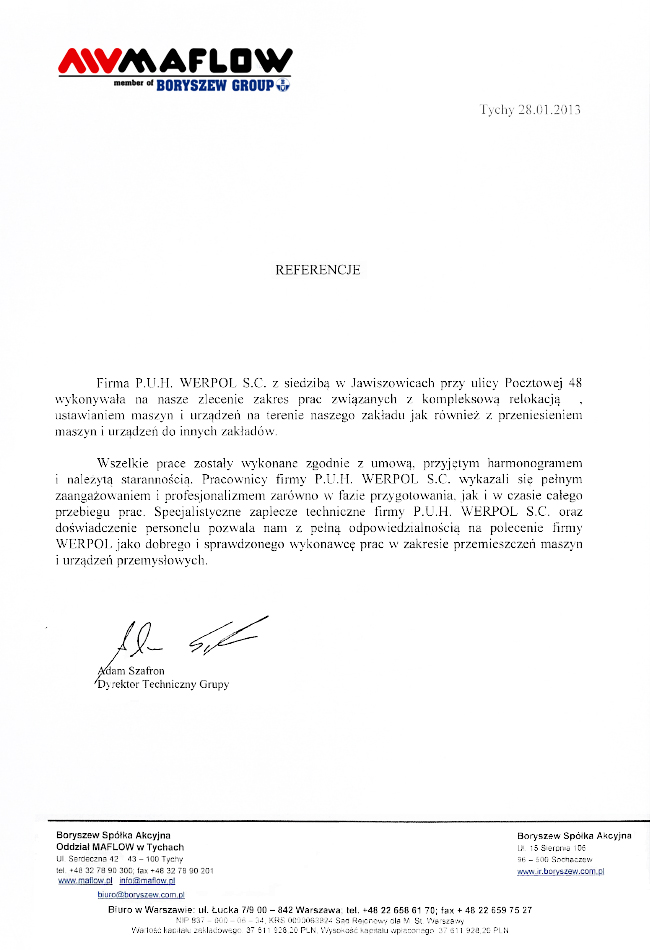 MAFLOW
member of BORYSZEW GROUP
Tychy 28.01.2013
REFERENCJE
Firma P.U.H. WERPOL S.C. z siedzibą w Jawiszowicach przy ulicy Pocztowej 48
wykonywała na nasze zlecenie zakres prac związanych z kompleksową relokacją ,
ustawianiem maszyn i urządzeń na terenie naszego zakładu jak również z przeniesieniem
maszyn i urządzeń do innych zakładów.
Wszelkie prace zostały wykonane zgodnie z umową, przyjętym harmonogramem
i należytą starannością. Pracownicy firmy P.U.H. WERPOL S.C. wykazali się pełnym
zaangażowaniem i profesjonalizmem zarówno w fazie przygotowania, jak i w czasie całego
przebiegu prac. Specjalistyczne zaplecze techniczne firmy P.U.H. WERPOL S.C. oraz
doświadczenie personelu pozwala nam z pełną odpowiedzialnością na polecenie firmy
WERPOL jako dobrego i sprawdzonego wykonawcę prac w zakresie przemieszczeń maszyn
i urządzeń przemysłowych.
Adam Szafron
Dyrektor Techniczny Grupy
Boryszew Spółka Akcyjna
Oddział MAFLOW w Tychach
Ul. Serdeczna 42 43 – 100 Tychy
tel. +48 32 78 90 300; fax +48 32 78 90 201
www.maflow.pl info@maflow.pl
biuro@boryszew.com.pl
Boryszew Spółka Akcyjna
Ul. 15 Sierpnia 106
96 – 500 Sochaczew
www.ir.boryszew.com.pl
Biuro w Warszawie: ul. Łucka 7/9 00 – 842 Warszawa; tel. +48 22 658 61 70; fax + 48 22 659 75 27
NIP 837 – 000 – 06 – 34, KRS 0000063824 Sąd Rejonowy dla M. St. Warszawy
Wartość kapitału zakładowego: 37 611 928,20 PLN, Wysokość kapitału wpłaconego: 37 611 928,20 PLN